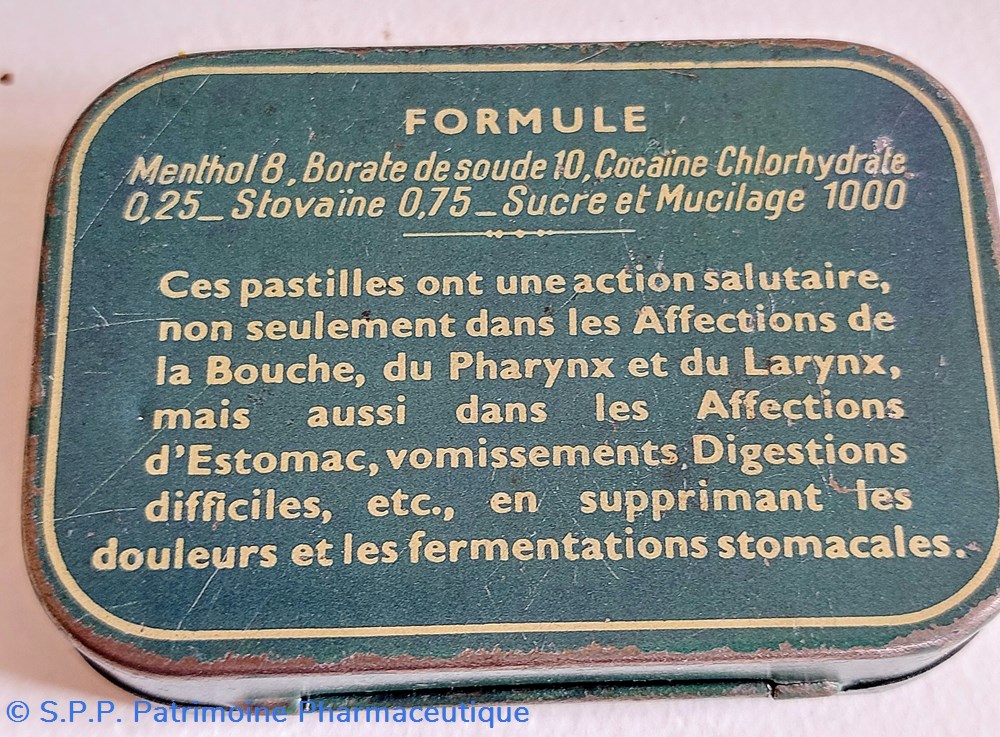 FORMULE
Menthol 8, Borate de soude 10, Cocaïne Chlorhydrate
0,25_ Stovaïne 0,75_Sucre et Mucilage 1000
Ces pastilles ont une action salutaire,
non seulement dans les Affections de
la Bouche, du Pharynx et du Larynx,
mais aussi dans les Affections
d'Estomac, vomissements, Digestions
difficiles, etc., en supprimant les
douleurs et les fermentations stomacales.
© S.P.P. Patrimoine Pharmaceutique